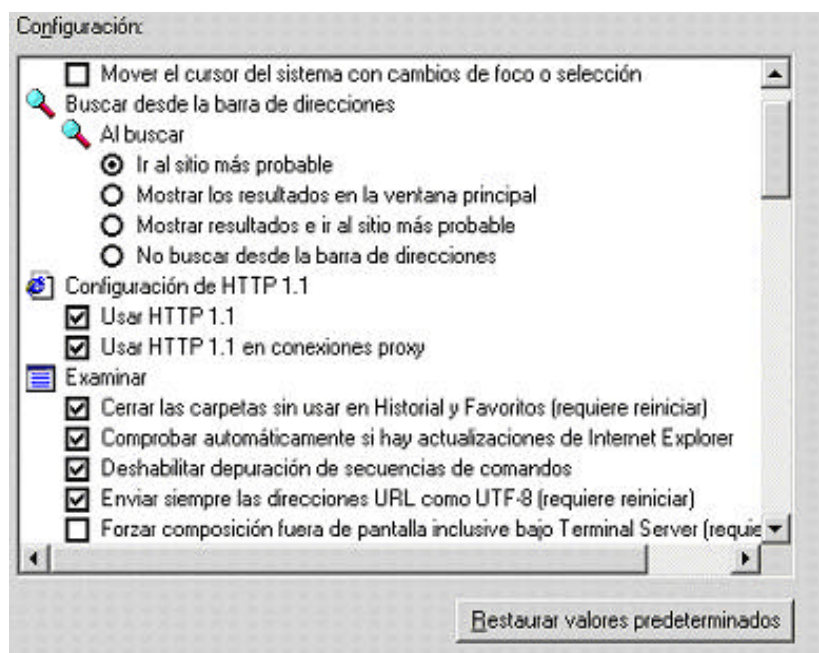 Configuración:
Mover el cursor del sistema con cambios de foco o selección
Buscar desde la barra de direcciones
Al buscar
Ir al sitio más probable
Mostrar los resultados en la ventana principal
Mostrar resultados e ir al sitio más probable
No buscar desde la barra de direcciones
Configuración de HTTP 1.1
Usar HTTP 1.1
Usar HTTP 1.1 en conexiones proxy
Examinar
Cerrar las carpetas sin usar en Historial y Favoritos (requiere reiniciar)
Comprobar automáticamente si hay actualizaciones de Internet Explorer
Deshabilitar depuración de secuencias de comandos
Enviar siempre las direcciones URL como UTF-8 (requiere reiniciar)
Forzar composición fuera de pantalla inclusive bajo Terminal Server (requie
Restaurar valores predeterminados